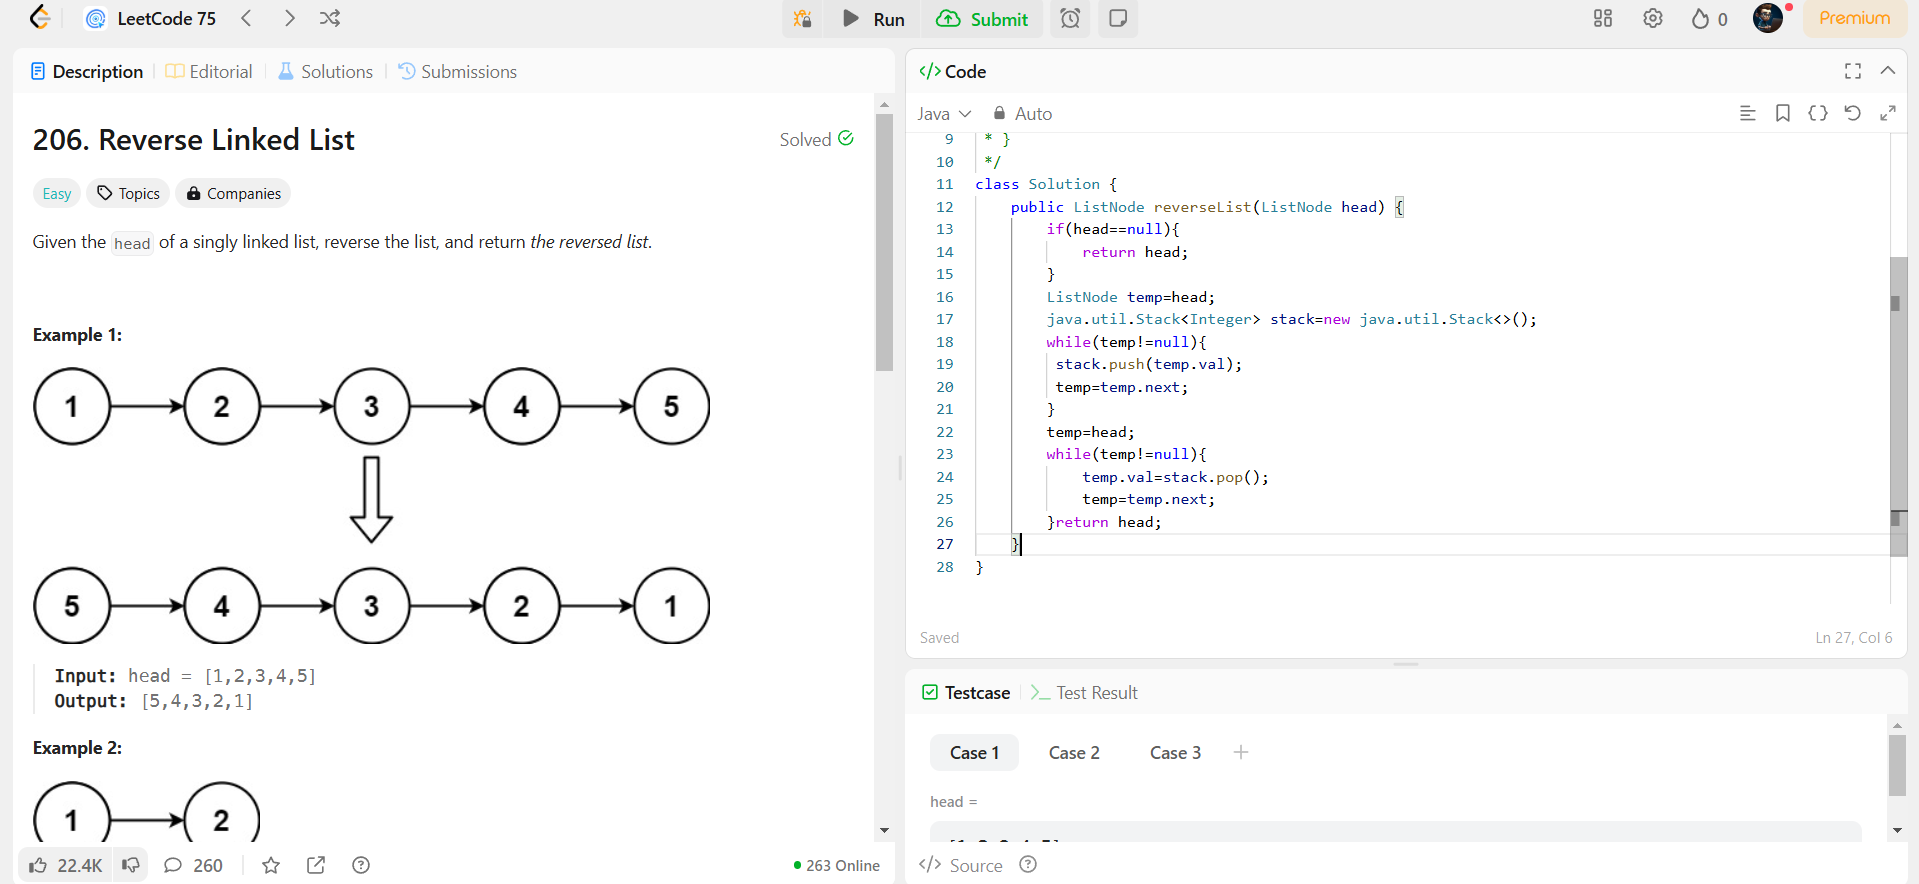 LeetCode 75
Run
Submit
0
Premium
Description
Editorial
Solutions
Submissions
206. Reverse Linked List
Solved
Easy
Topics
Companies
Given the head of a singly linked list, reverse the list, and return the reversed list.
Example 1:
1 2 3 4 5
5 4 3 2 1
Input: head = [1,2,3,4,5]
Output: [5,4,3,2,1]
Example 2:
1 2
22.4K
260
263 Online
</> Code
Java
Auto
9 * }
10 */
11 class Solution {
12 public ListNode reverseList(ListNode head) {
13 if(head==null){
14 return head;
15 }
16 ListNode temp=head;
17 java.util.Stack<Integer> stack=new java.util.Stack<>();
18 while(temp!=null){
19 stack.push(temp.val);
20 temp=temp.next;
21 }
22 temp=head;
23 while(temp!=null){
24 temp.val=stack.pop();
25 temp=temp.next;
26 }return head;
27 }
28 }
Saved
Ln 27, Col 6
Testcase
Test Result
Case 1
Case 2
Case 3
head =
</> Source